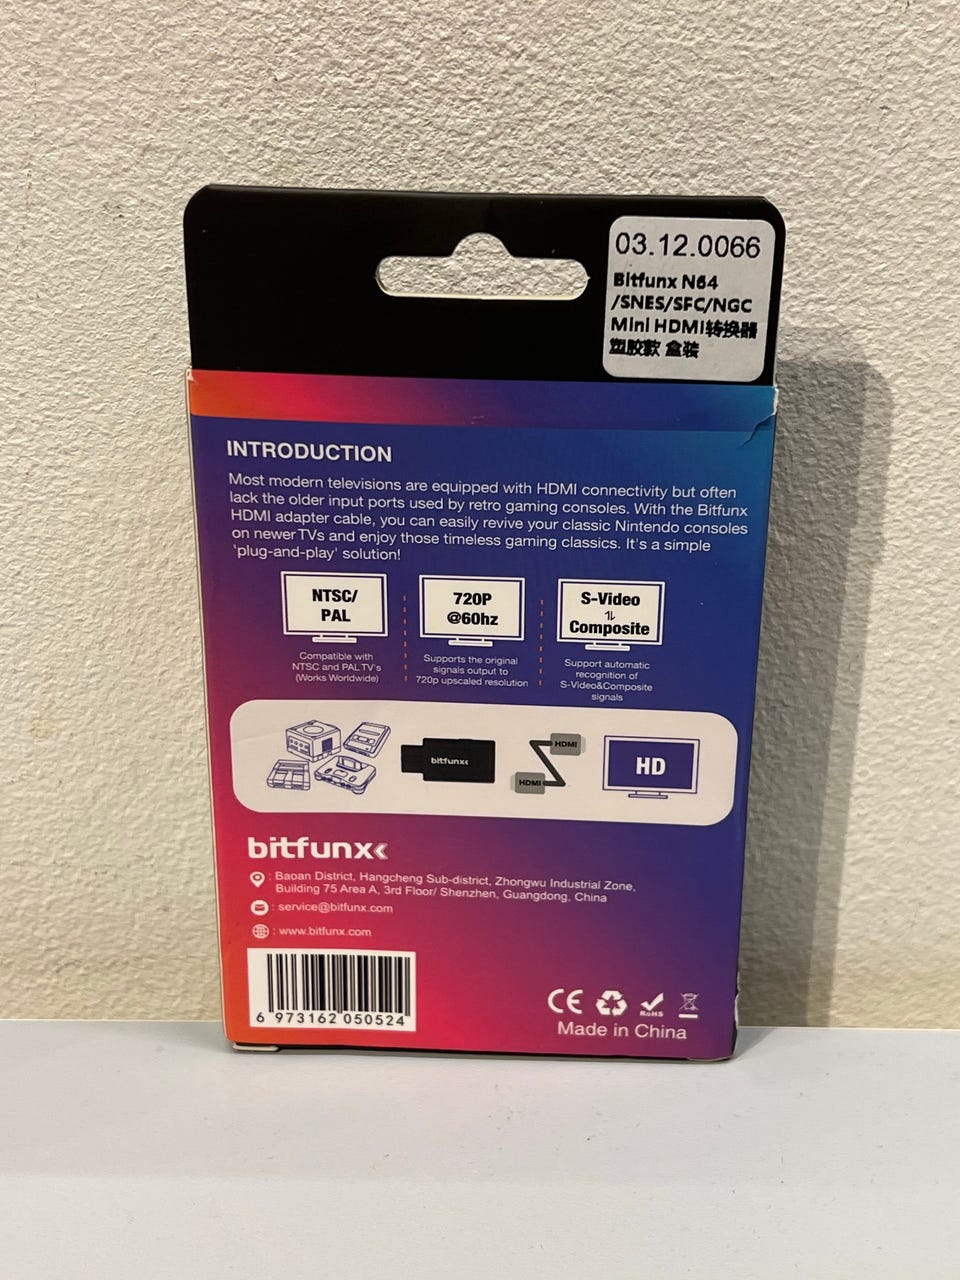 03.12.0066
Bitfunx N64
/SNES/SFC/NGC
Mini HDMI转换器
塑胶款 盒装
INTRODUCTION
Most modern televisions are equipped with HDMI connectivity but often
lack the older input ports used by retro gaming consoles. With the Bitfunx
HDMI adapter cable, you can easily revive your classic Nintendo consoles
on newer TVs and enjoy those timeless gaming classics. It's a simple
'plug-and-play' solution!
NTSC/
PAL
Compatible with
NTSC and PAL TV's
(Works Worldwide)
720P
@60hz
Supports the original
signals output to
720p upscaled resolution
S-Video
⇅
Composite
Support automatic
recognition of
S-Video&Composite
signals
bitfunx
HDMI
HDMI
HD
bitfunx
: Baoan District, Hangcheng Sub-district, Zhongwu Industrial Zone,
Building 75 Area A, 3rd Floor/ Shenzhen, Guangdong, China
: service@bitfunx.com
: www.bitfunx.com
6 973162 050524
CE
RoHS
Made in China